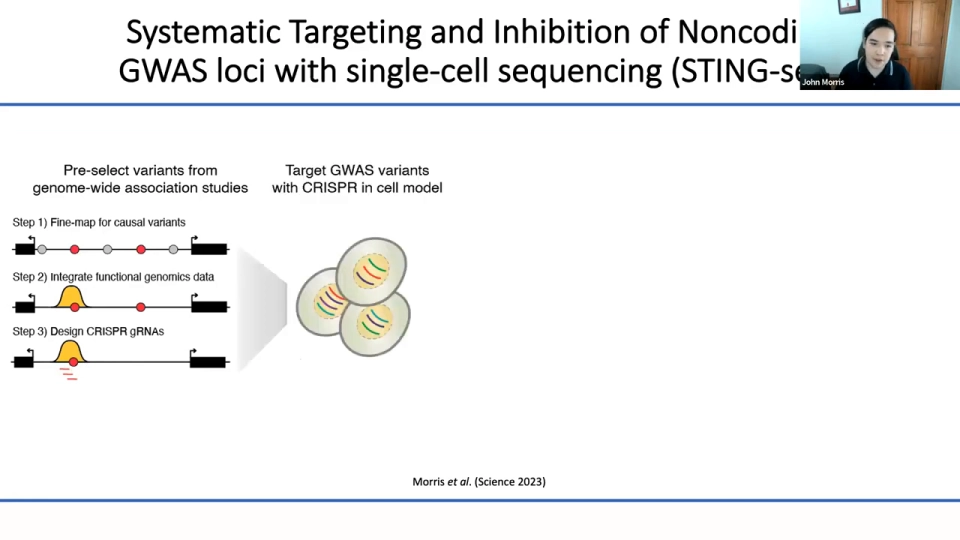 Systematic Targeting and Inhibition of Noncodi
GWAS loci with single-cell sequencing (STING-se
John Morris
Pre-select variants from
genome-wide association studies
Target GWAS variants
with CRISPR in cell model
Step 1) Fine-map for causal variants
Step 2) Integrate functional genomics data
Step 3) Design CRISPR gRNAs
Morris et al. (Science 2023)